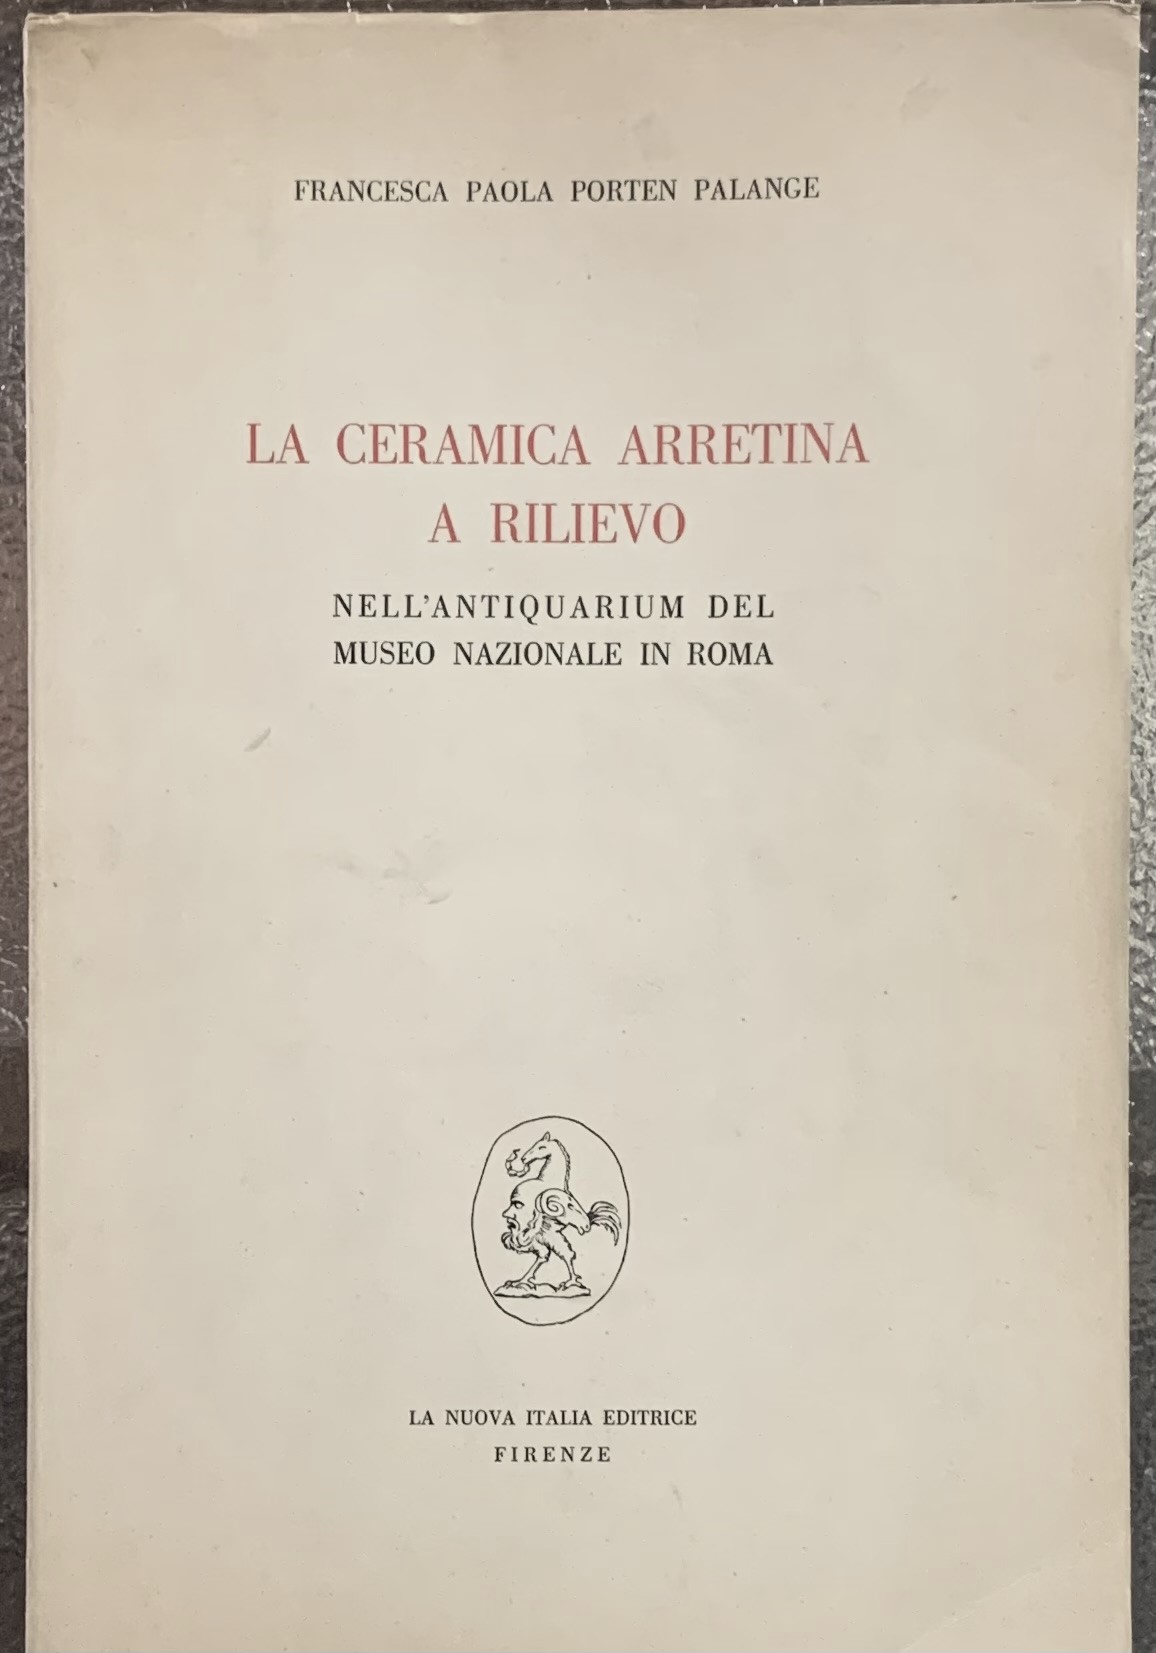 FRANCESCA PAOLA PORTEN PALANGE
LA CERAMICA ARRETINA
A RILIEVO
NELL'ANTIQUARIUM DEL
MUSEO NAZIONALE IN ROMA
LA NUOVA ITALIA EDITRICE
FIRENZE